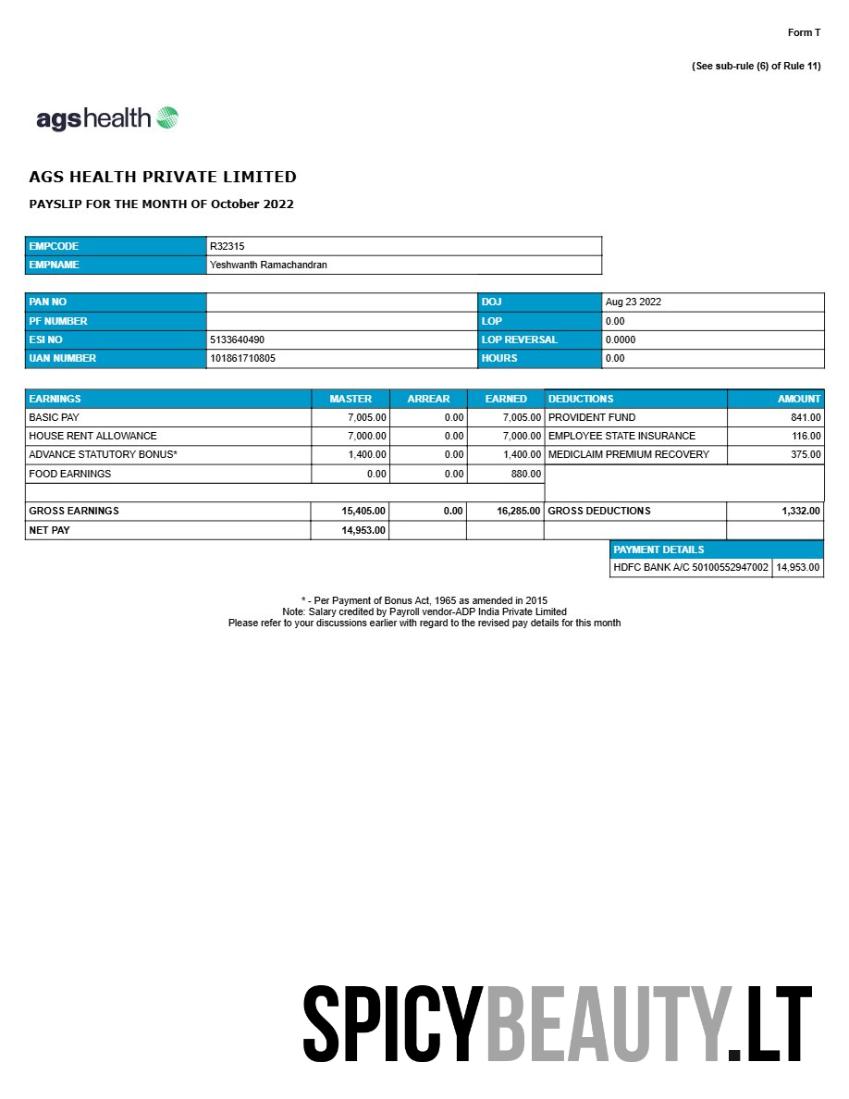 Form T
(See sub-rule (6) of Rule 11)
agshealth
AGS HEALTH PRIVATE LIMITED
PAYSLIP FOR THE MONTH OF October 2022
EMPCODE R32315
EMPNAME Yeshwanth Ramachandran
PAN NO DOJ Aug 23 2022
PF NUMBER LOP 0.00
ESI NO 5133640490 LOP REVERSAL 0.0000
UAN NUMBER 101861710805 HOURS 0.00
EARNINGS MASTER ARREAR EARNED DEDUCTIONS AMOUNT
BASIC PAY 7,005.00 0.00 7,005.00 PROVIDENT FUND 841.00
HOUSE RENT ALLOWANCE 7,000.00 0.00 7,000.00 EMPLOYEE STATE INSURANCE 116.00
ADVANCE STATUTORY BONUS* 1,400.00 0.00 1,400.00 MEDICLAIM PREMIUM RECOVERY 375.00
FOOD EARNINGS 0.00 0.00 880.00
GROSS EARNINGS 15,405.00 0.00 16,285.00 GROSS DEDUCTIONS 1,332.00
NET PAY 14,953.00
PAYMENT DETAILS
HDFC BANK A/C 50100552947002 14,953.00
* - Per Payment of Bonus Act, 1965 as amended in 2015
Note: Salary credited by Payroll vendor-ADP India Private Limited
Please refer to your discussions earlier with regard to the revised pay details for this month
SPICYBEAUTY.LT